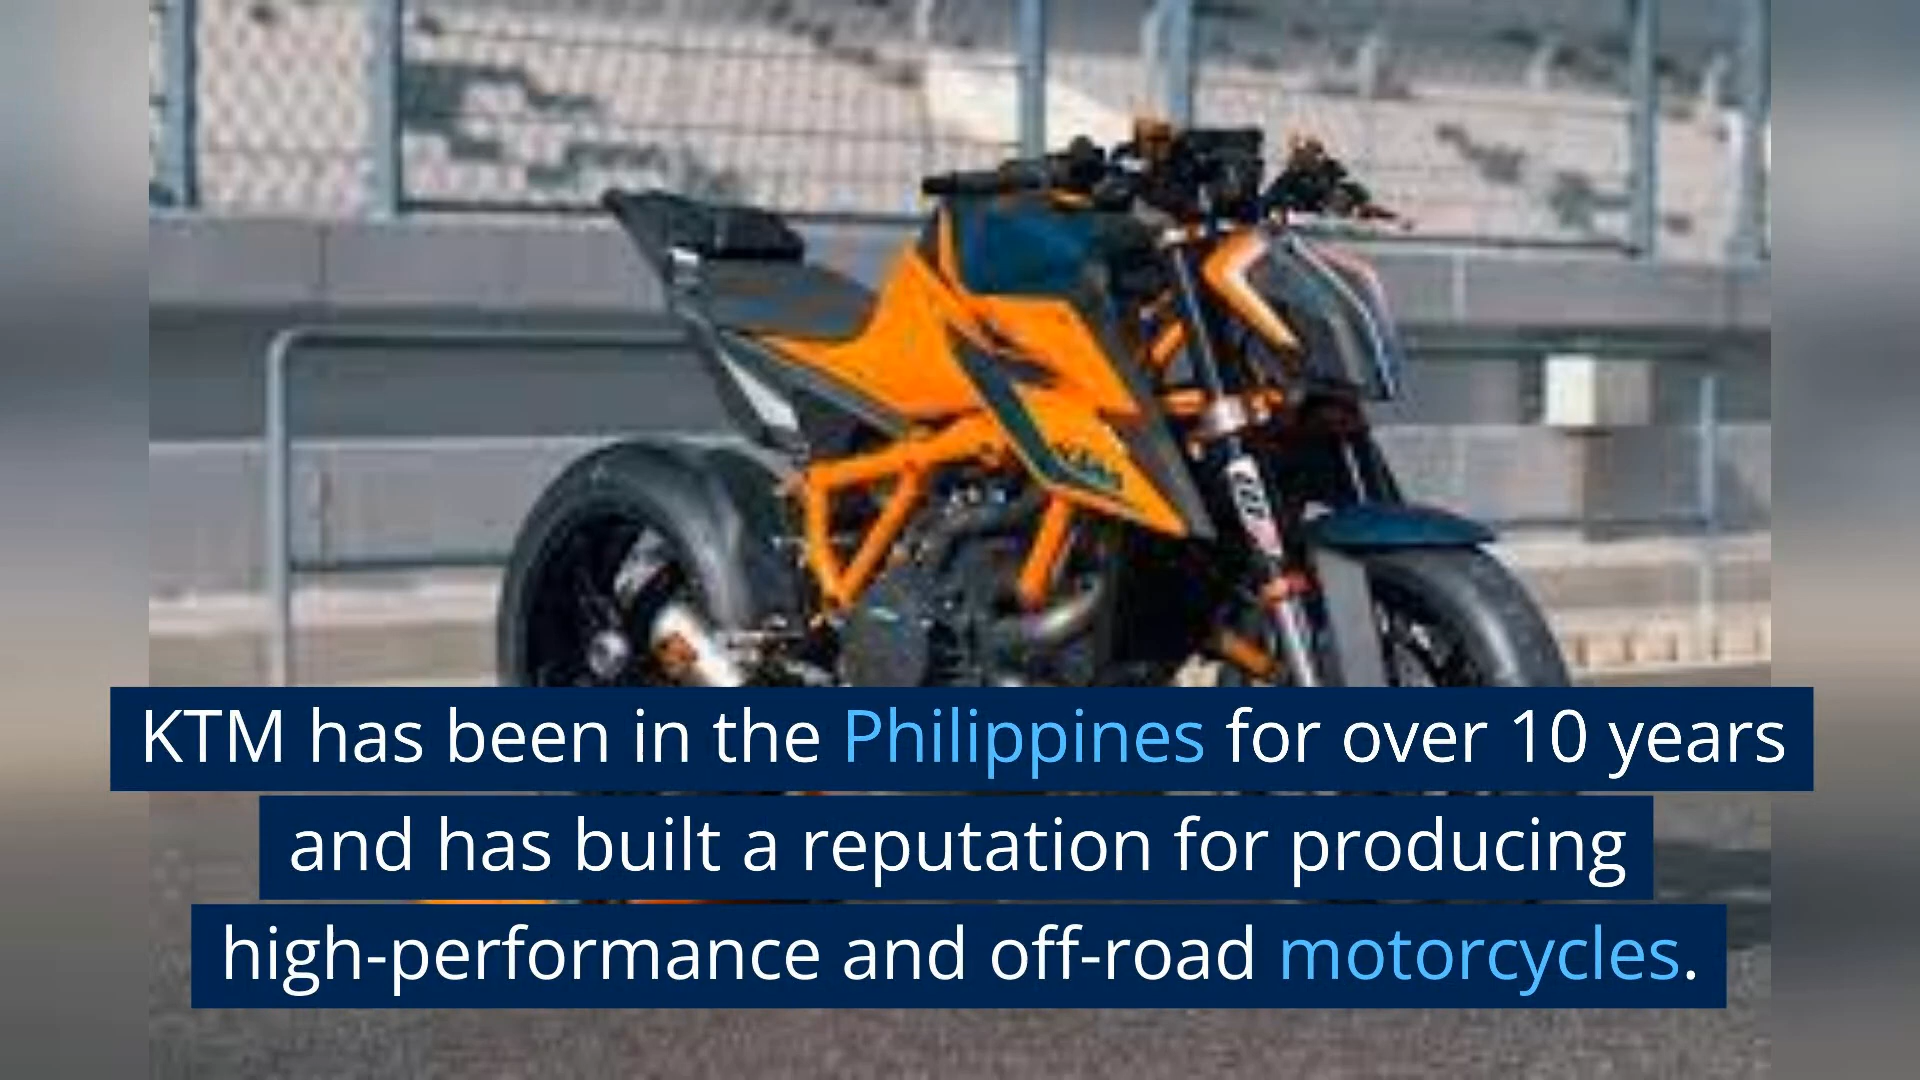 KTM has been in the Philippines for over 10 years
and has built a reputation for producing
high-performance and off-road motorcycles.